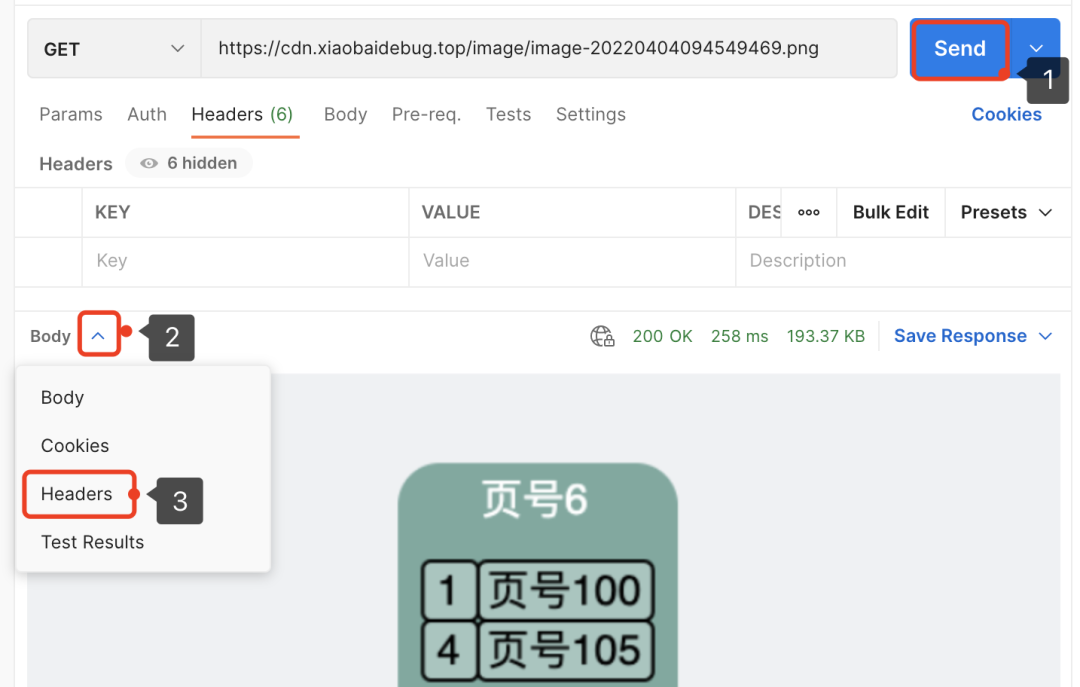 GET https://cdn.xiaobaidebug.top/image/image-20220404094549469.png Send
1
Params Auth Headers (6) Body Pre-req. Tests Settings Cookies
Headers 6 hidden
KEY VALUE DES Bulk Edit Presets
Key Value Description
Body 2 200 OK 258 ms 193.37 KB Save Response
Body
Cookies
Headers 3
Test Results
页号6
1 页号100
4 页号105